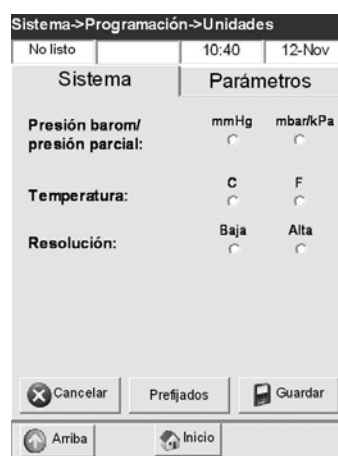 Sistema->Programación->Unidades
No listo 10:40 12-Nov
Sistema Parámetros
Presión barom/ mmHg mbar/kPa
presión parcial:
C F
Temperatura:
Baja Alta
Resolución:
Cancelar Prefijados Guardar
Arriba Inicio